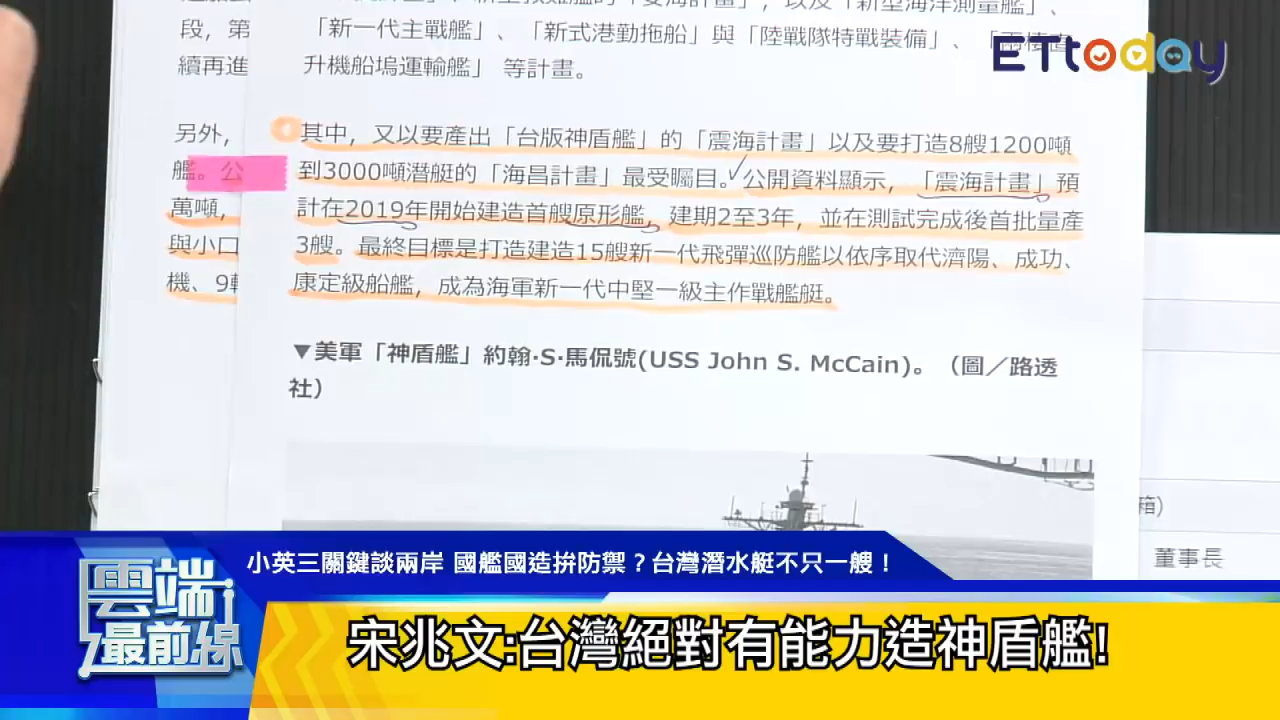 段，第
續再進
「新一代主戰艦」、「新式港勤拖船」與「陸戰隊特戰裝備」、「兩棲直
升機船塢運輸艦」 等計畫。
ETtoday
另外，
艦。公
萬噸，
與小口
機、9
其中，又以要產出「台版神盾艦」的「震海計畫」以及要打造8艘1200噸
到3000噸潛艇的「海昌計畫」最受矚目。公開資料顯示，「震海計畫」預
計在2019年開始建造首艘原形艦，建期2至3年，並在測試完成後首批量產
3艘。最終目標是打造建造15艘新一代飛彈巡防艦以依序取代濟陽、成功、
康定級船艦，成為海軍新一代中堅一級主作戰艦艇。
▼美軍「神盾艦」約翰·S·馬侃號(USS John S. McCain)。（圖／路透
社）
箱)
董事長
雲端
最前線
小英三關鍵談兩岸 國艦國造拚防禦？台灣潛水艇不只一艘！
宋兆文:台灣絕對有能力造神盾艦!